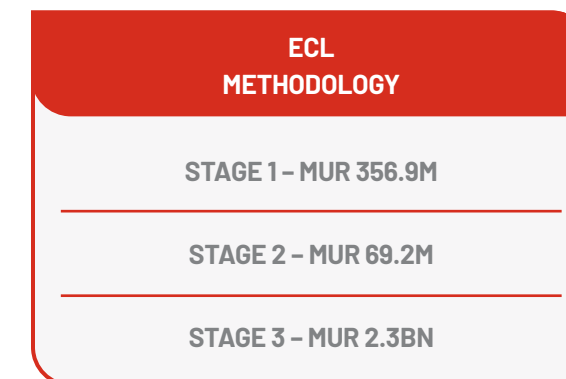 ECL
METHODOLOGY
STAGE 1 – MUR 356.9M
STAGE 2 – MUR 69.2M
STAGE 3 – MUR 2.3BN